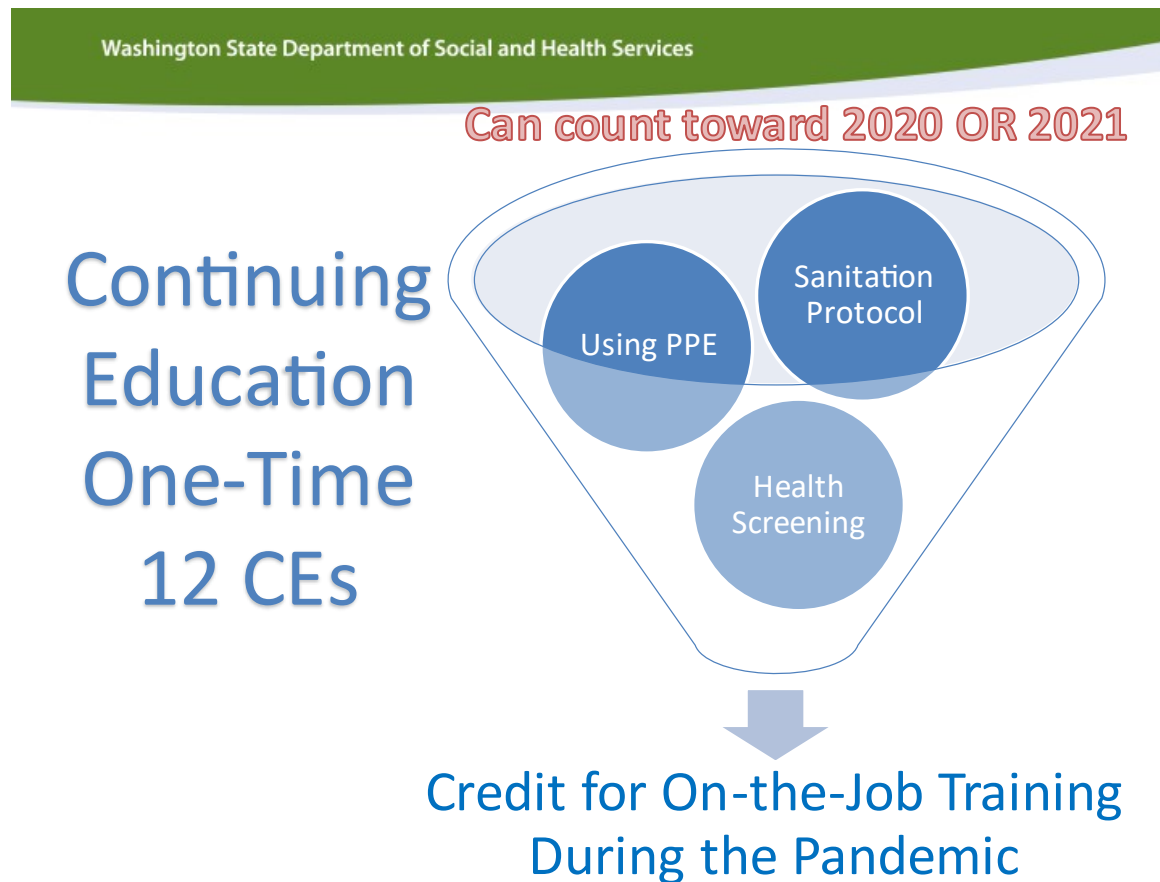 Washington State Department of Social and Health Services
Can count toward 2020 OR 2021
Continuing
Education
One-Time
12 CEs
Using PPE
Sanitation
Protocol
Health
Screening
Credit for On-the-Job Training
During the Pandemic